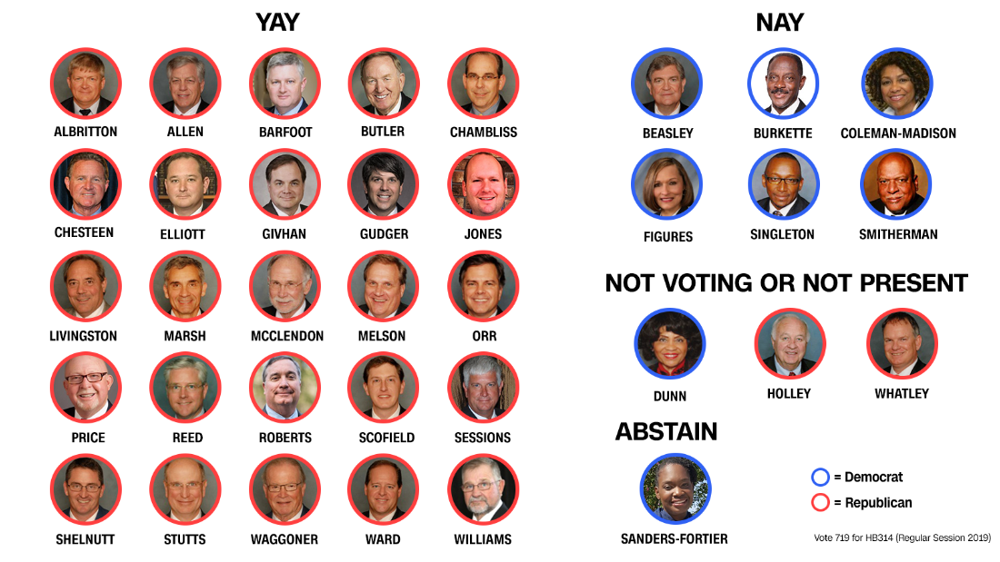 YAY
ALBRITTON ALLEN BARFOOT BUTLER CHAMBLISS
CHESTEEN ELLIOTT GIVHAN GUDGER JONES
LIVINGSTON MARSH MCCLENDON MELSON ORR
PRICE REED ROBERTS SCOFIELD SESSIONS
SHELNUTT STUTTS WAGGONER WARD WILLIAMS
NAY
BEASLEY BURKETTE COLEMAN-MADISON
FIGURES SINGLETON SMITHERMAN
NOT VOTING OR NOT PRESENT
DUNN HOLLEY WHATLEY
ABSTAIN
SANDERS-FORTIER
= Democrat
= Republican
Vote 719 for HB314 (Regular Session 2019)